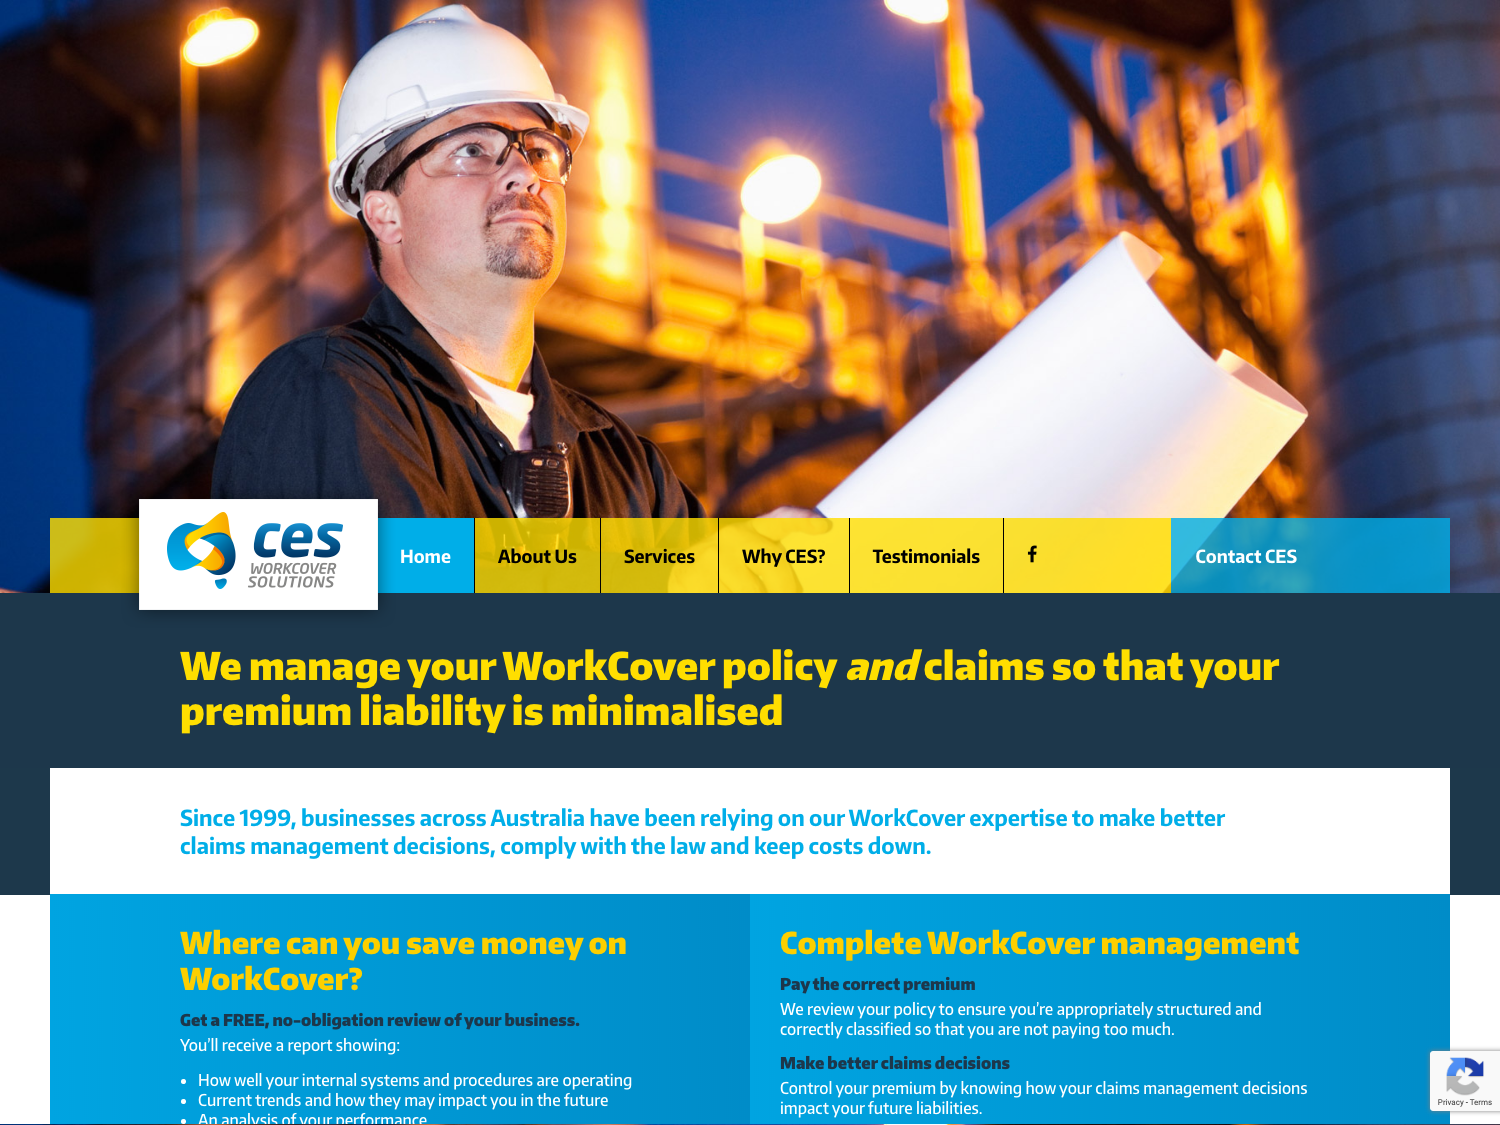 ces
WORKCOVER
SOLUTIONS
Home
About Us
Services
Why CES?
Testimonials
f
Contact CES
We manage your WorkCover policy and claims so that your
premium liability is minimalised
Since 1999, businesses across Australia have been relying on our WorkCover expertise to make better
claims management decisions, comply with the law and keep costs down.
Where can you save money on
WorkCover?
Get a FREE, no-obligation review of your business.
You'll receive a report showing:
• How well your internal systems and procedures are operating
• Current trends and how they may impact you in the future
• An analysis of your performance
Complete WorkCover management
Pay the correct premium
We review your policy to ensure you're appropriately structured and
correctly classified so that you are not paying too much.
Make better claims decisions
Control your premium by knowing how your claims management decisions
impact your future liabilities.
Privacy - Terms